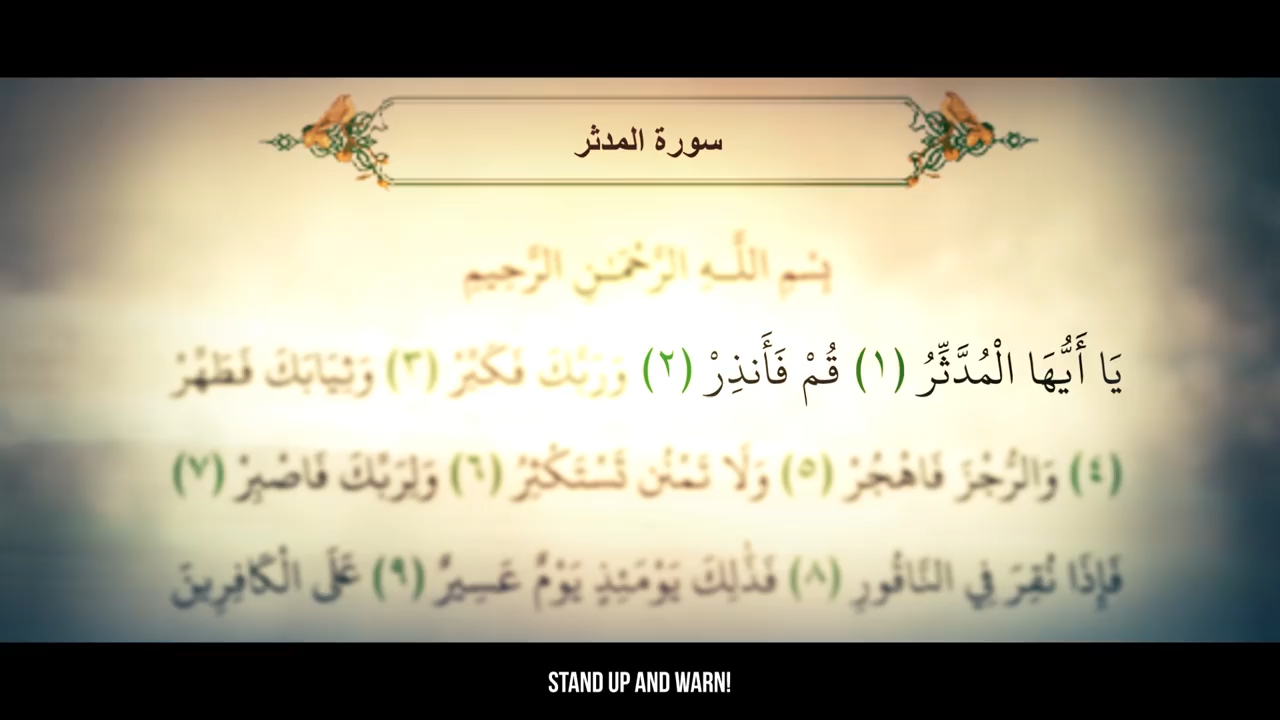 سورة المدثر
بِسْمِ اللَّـهِ الرَّحْمَـٰنِ الرَّحِيمِ
يَا أَيُّهَا الْمُدَّثِّرُ (١) قُمْ فَأَنذِرْ (٢) وَرَبَّكَ فَكَبِّرْ (٣) وَثِيَابَكَ فَطَهِّرْ
(٤) وَالرُّجْزَ فَاهْجُرْ (٥) وَلَا تَمْنُن تَسْتَكْثِرُ (٦) وَلِرَبِّكَ فَاصْبِرْ (٧)
فَإِذَا نُقِرَ فِي النَّاقُورِ (٨) فَذَٰلِكَ يَوْمَئِذٍ يَوْمٌ عَسِيرٌ (٩) عَلَى الْكَافِرِينَ
STAND UP AND WARN!